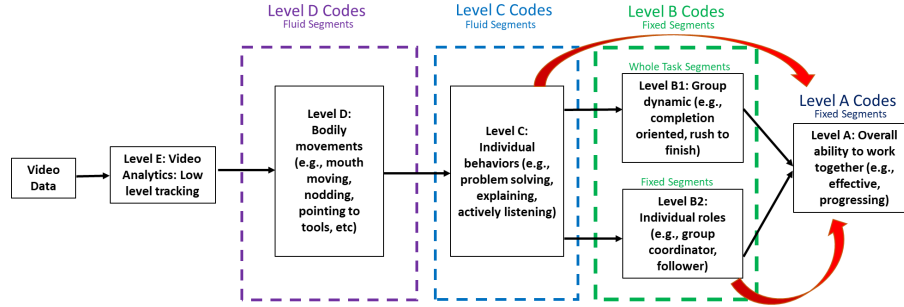 Level D Codes
Fluid Segments
Level C Codes
Fluid Segments
Level B Codes
Fixed Segments
Level A Codes
Fixed Segments
Video
Data
Level E: Video
Analytics: Low
level tracking
Level D:
Bodily
movements
(e.g., mouth
moving,
nodding,
pointing to
tools, etc)
Level C:
Individual
behaviors (e.g.,
problem solving,
explaining,
actively listening)
Whole Task Segments
Level B1: Group
dynamic (e.g.,
completion
oriented, rush to
finish)
Fixed Segments
Level B2: Individual
roles (e.g., group
coordinator,
follower)
Level A: Overall
ability to work
together (e.g.,
effective,
progressing)